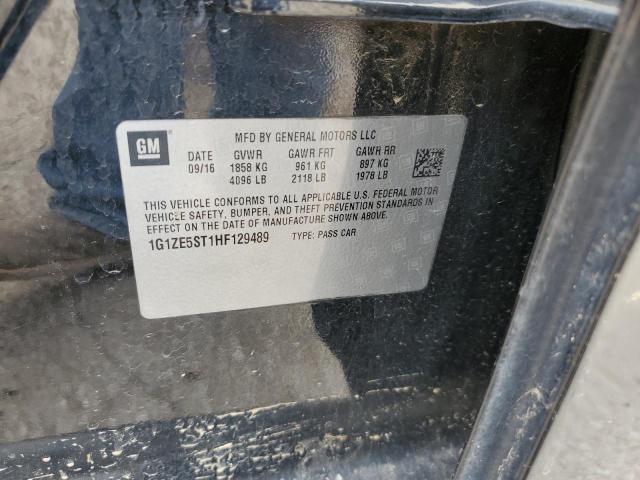 GM
MFD BY GENERAL MOTORS LLC
DATE GVWR GAWR FRT GAWR RR
09/16 1858 KG 961 KG 897 KG
4096 LB 2118 LB 1978 LB
THIS VEHICLE CONFORMS TO ALL APPLICABLE U.S. FEDERAL MOTOR
VEHICLE SAFETY, BUMPER, AND THEFT PREVENTION STANDARDS IN
EFFECT ON THE DATE OF MANUFACTURE SHOWN ABOVE.
1G1ZE5ST1HF129489 TYPE: PASS CAR